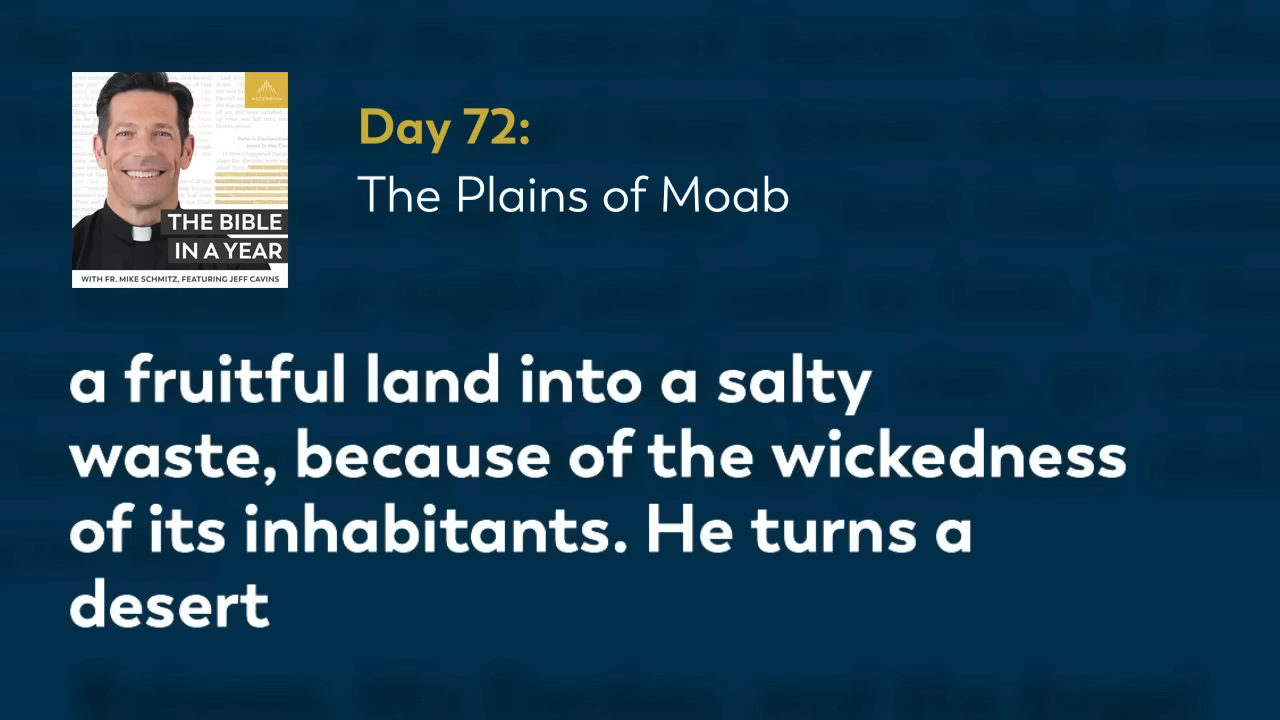 THE BIBLE
IN A YEAR
WITH FR. MIKE SCHMITZ, FEATURING JEFF CAVINS
Day 72:
The Plains of Moab
a fruitful land into a salty
waste, because of the wickedness
of its inhabitants. He turns a
desert